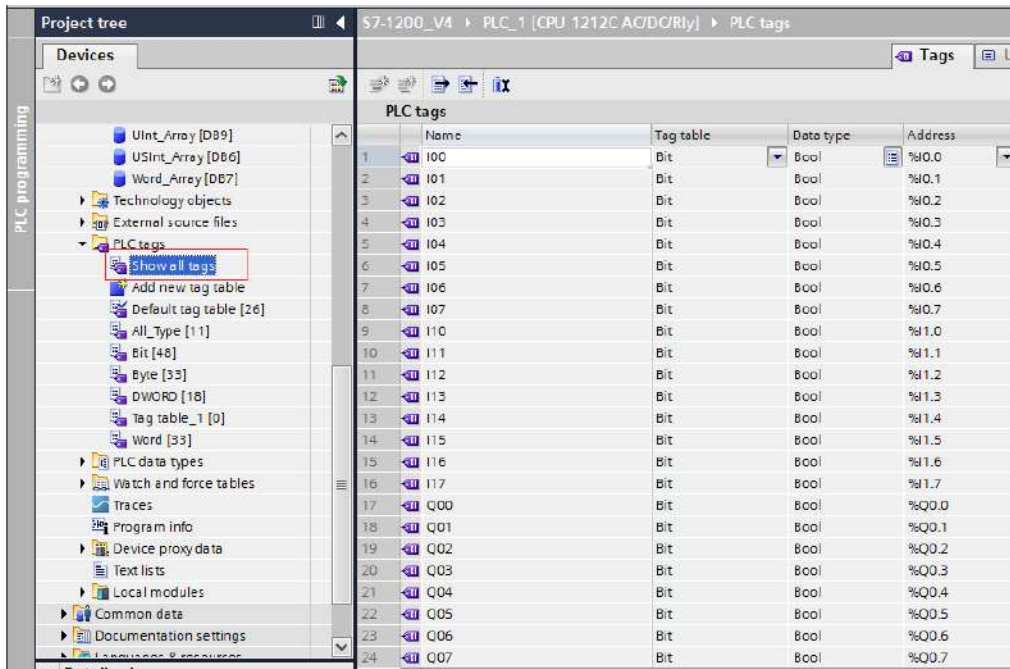 Project tree
S7-1200_V4 PLC_1 [CPU 1212C AC/DC/Rly] PLC tags
Devices
Tags
PLC programming
PLC tags
Name Tag table Data type Address
UInt_Array [DB9]
USInt_Array [DB6]
Word_Array [DB7]
Technology objects
External source files
PLC tags
Show all tags
Add new tag table
Default tag table [26]
All_Type [11]
Bit [48]
Byte [33]
DWORD [18]
Tag table_1 [0]
Word [33]
PLC data types
Watch and force tables
Traces
Program info
Device proxy data
Text lists
Local modules
Common data
Documentation settings
Languages & resources
1 I00 Bit Bool %I0.0
2 I01 Bit Bool %I0.1
3 I02 Bit Bool %I0.2
4 I03 Bit Bool %I0.3
5 I04 Bit Bool %I0.4
6 I05 Bit Bool %I0.5
7 I06 Bit Bool %I0.6
8 I07 Bit Bool %I0.7
9 I10 Bit Bool %I1.0
10 I11 Bit Bool %I1.1
11 I12 Bit Bool %I1.2
12 I13 Bit Bool %I1.3
13 I14 Bit Bool %I1.4
14 I15 Bit Bool %I1.5
15 I16 Bit Bool %I1.6
16 I17 Bit Bool %I1.7
17 Q00 Bit Bool %Q0.0
18 Q01 Bit Bool %Q0.1
19 Q02 Bit Bool %Q0.2
20 Q03 Bit Bool %Q0.3
21 Q04 Bit Bool %Q0.4
22 Q05 Bit Bool %Q0.5
23 Q06 Bit Bool %Q0.6
24 Q07 Bit Bool %Q0.7